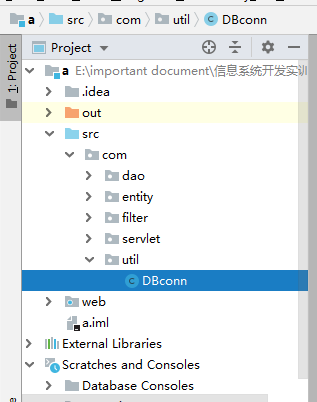 a src com util DBconn
1: Project
Project
a E:\important document\信息系统开发实训
.idea
out
src
com
dao
entity
filter
servlet
util
DBconn
web
a.iml
External Libraries
Scratches and Consoles
Database Consoles